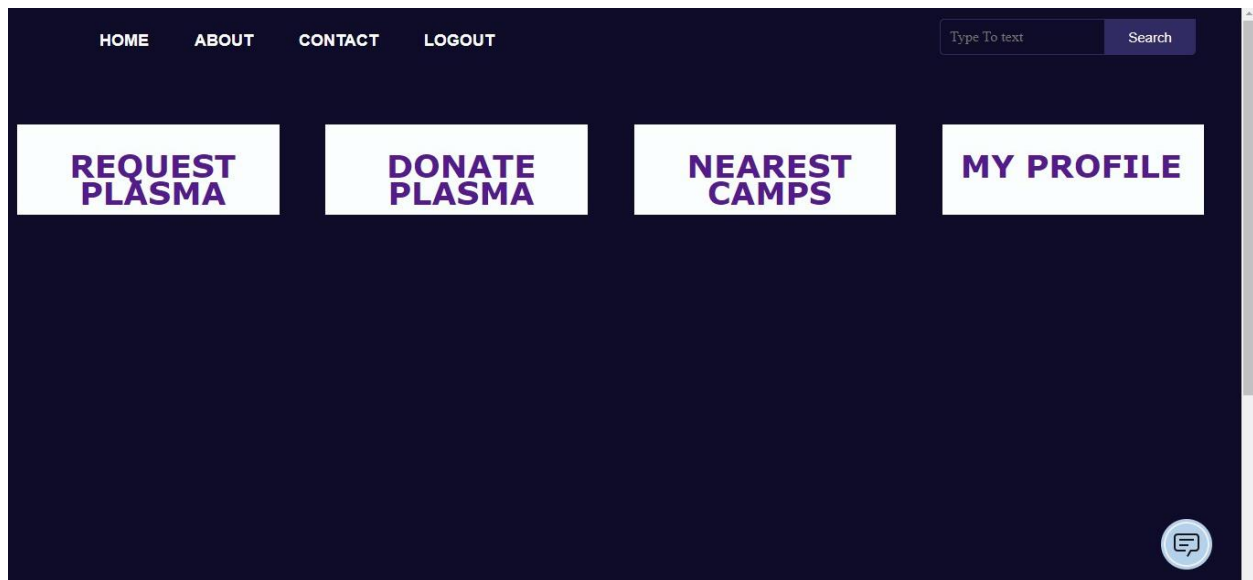 HOME ABOUT CONTACT LOGOUT Type To text Search
REQUEST
PLASMA
DONATE
PLASMA
NEAREST
CAMPS
MY PROFILE